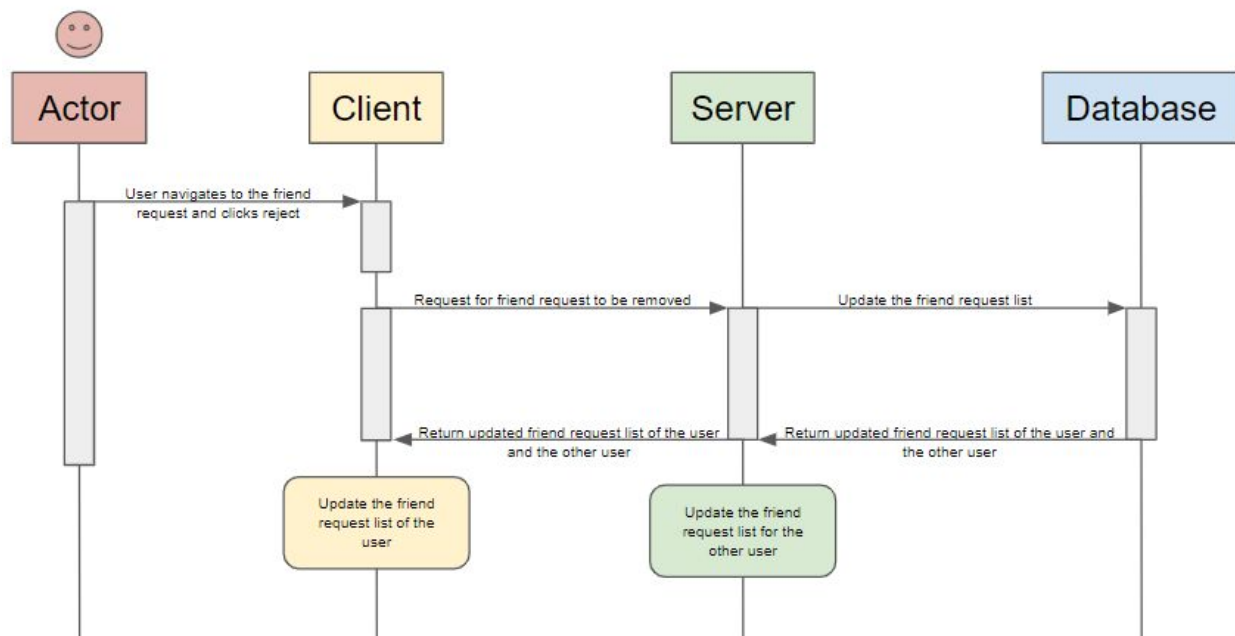 Actor
Client
Server
Database
User navigates to the friend
request and clicks reject
Request for friend request to be removed
Update the friend request list
Return updated friend request list of the user
and the other user
Return updated friend request list of the user and
the other user
Update the friend
request list of the
user
Update the friend
request list for the
other user